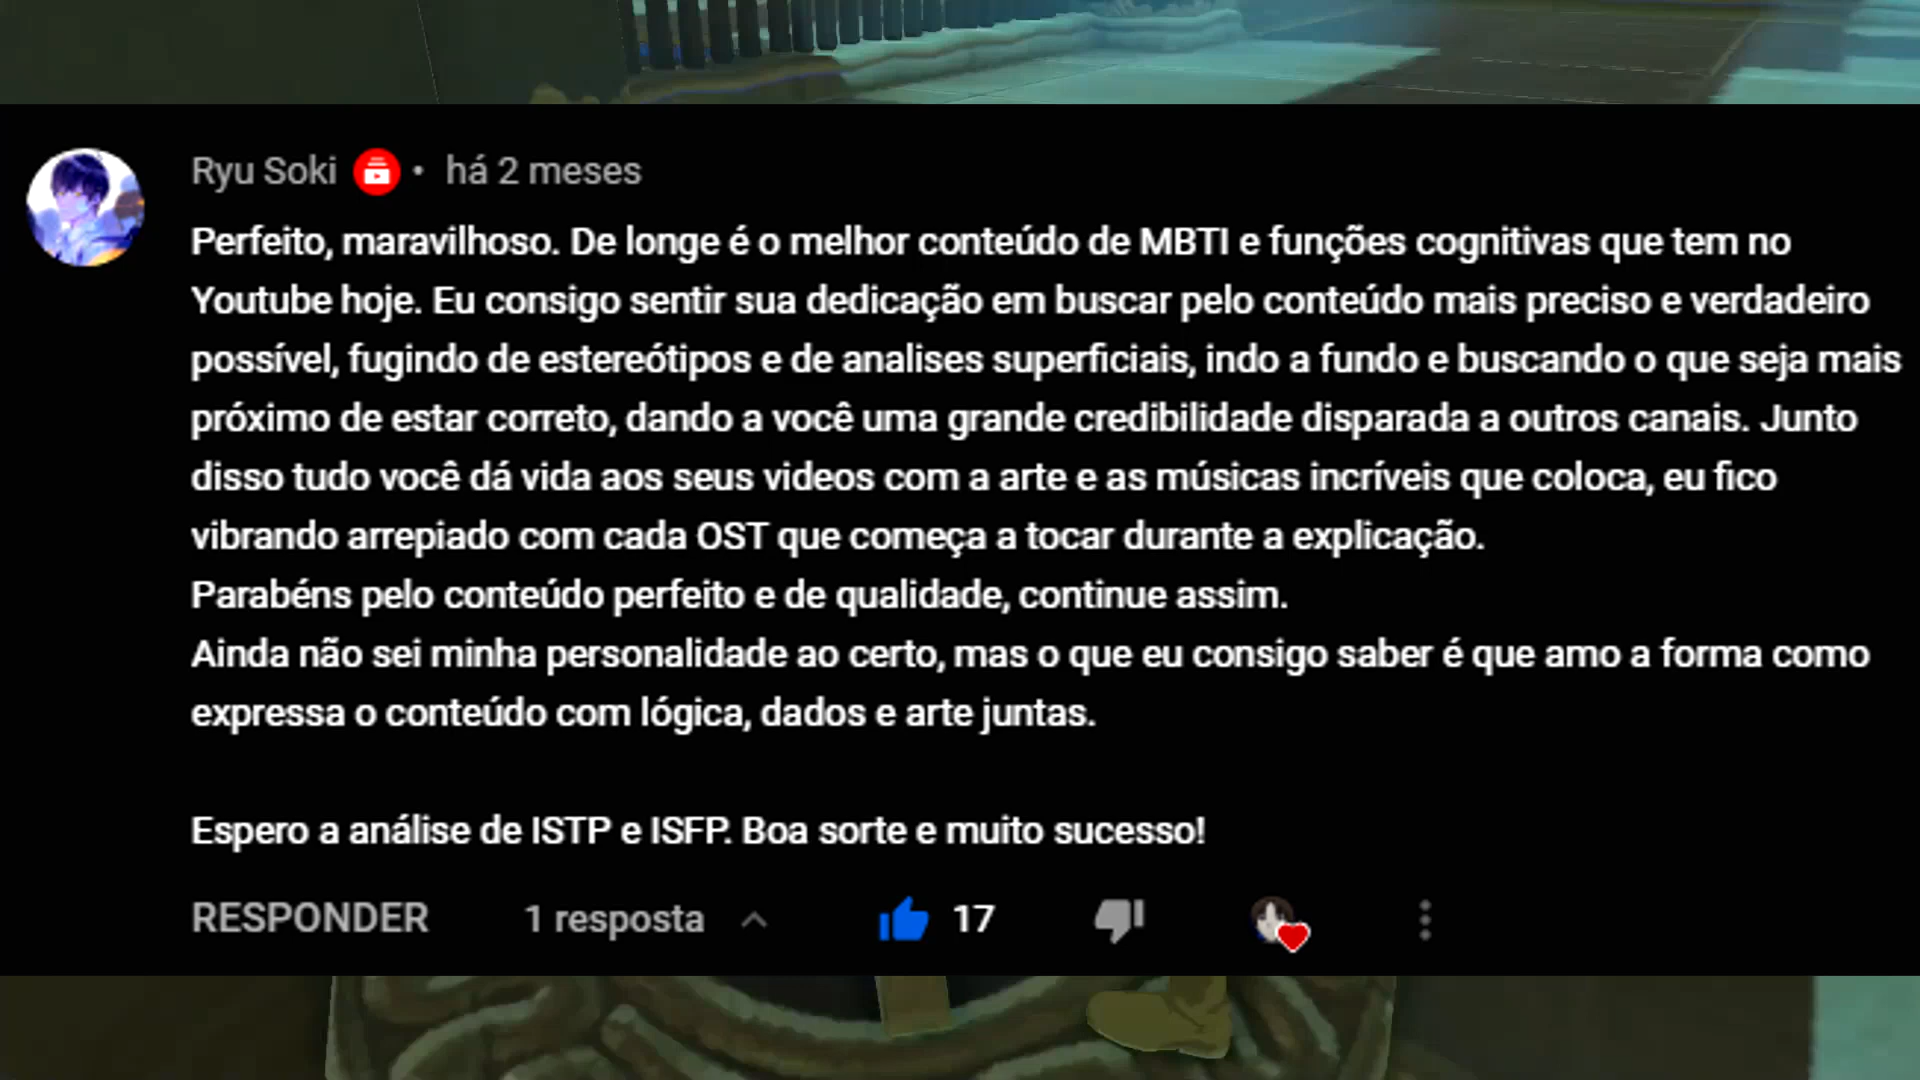 Ryu Soki • há 2 meses
Perfeito, maravilhoso. De longe é o melhor conteúdo de MBTI e funções cognitivas que tem no
Youtube hoje. Eu consigo sentir sua dedicação em buscar pelo conteúdo mais preciso e verdadeiro
possível, fugindo de estereótipos e de analises superficiais, indo a fundo e buscando o que seja mais
próximo de estar correto, dando a você uma grande credibilidade disparada a outros canais. Junto
disso tudo você dá vida aos seus videos com a arte e as músicas incríveis que coloca, eu fico
vibrando arrepiado com cada OST que começa a tocar durante a explicação.
Parabéns pelo conteúdo perfeito e de qualidade, continue assim.
Ainda não sei minha personalidade ao certo, mas o que eu consigo saber é que amo a forma como
expressa o conteúdo com lógica, dados e arte juntas.
Espero a análise de ISTP e ISFP. Boa sorte e muito sucesso!
RESPONDER 1 resposta 17